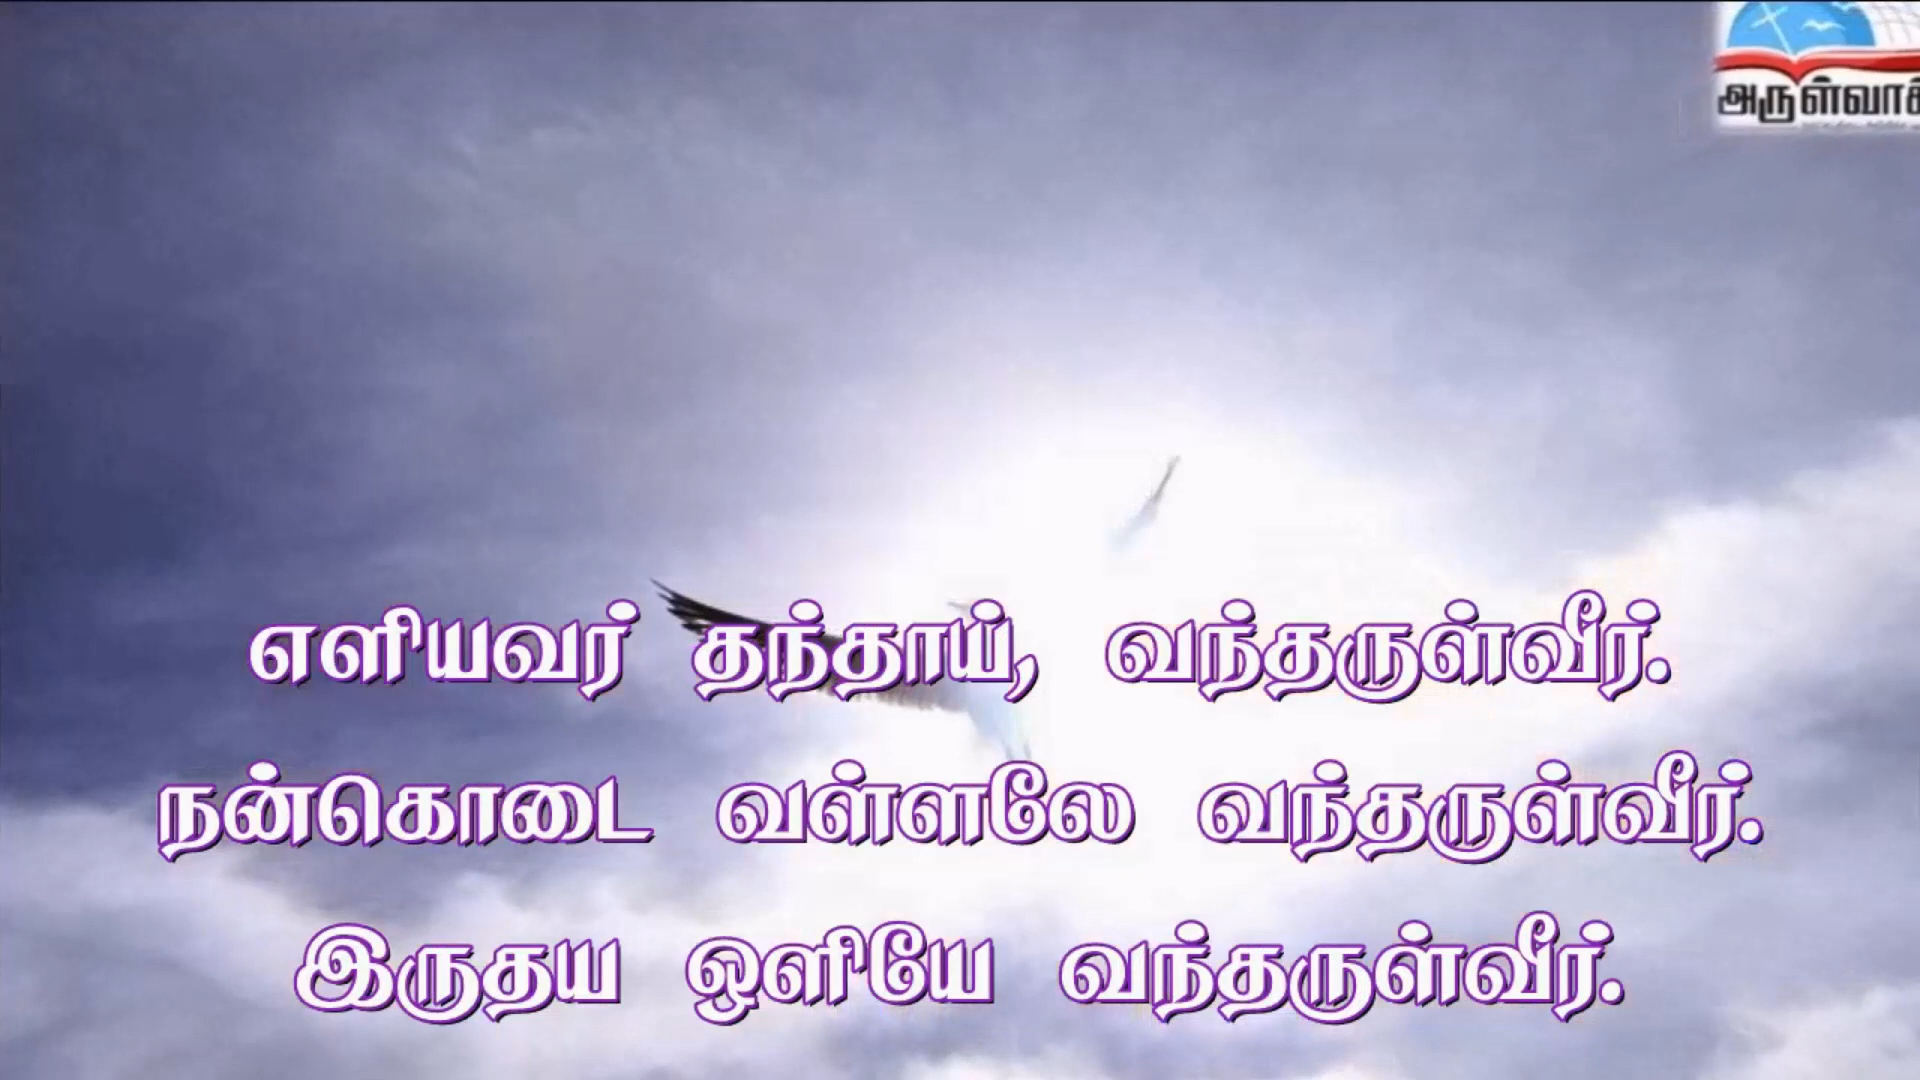 எளியவர் தந்தாய், வந்தருள்வீர்.
நன்கொடை வள்ளலே வந்தருள்வீர்.
இருதய ஒளியே வந்தருள்வீர்.